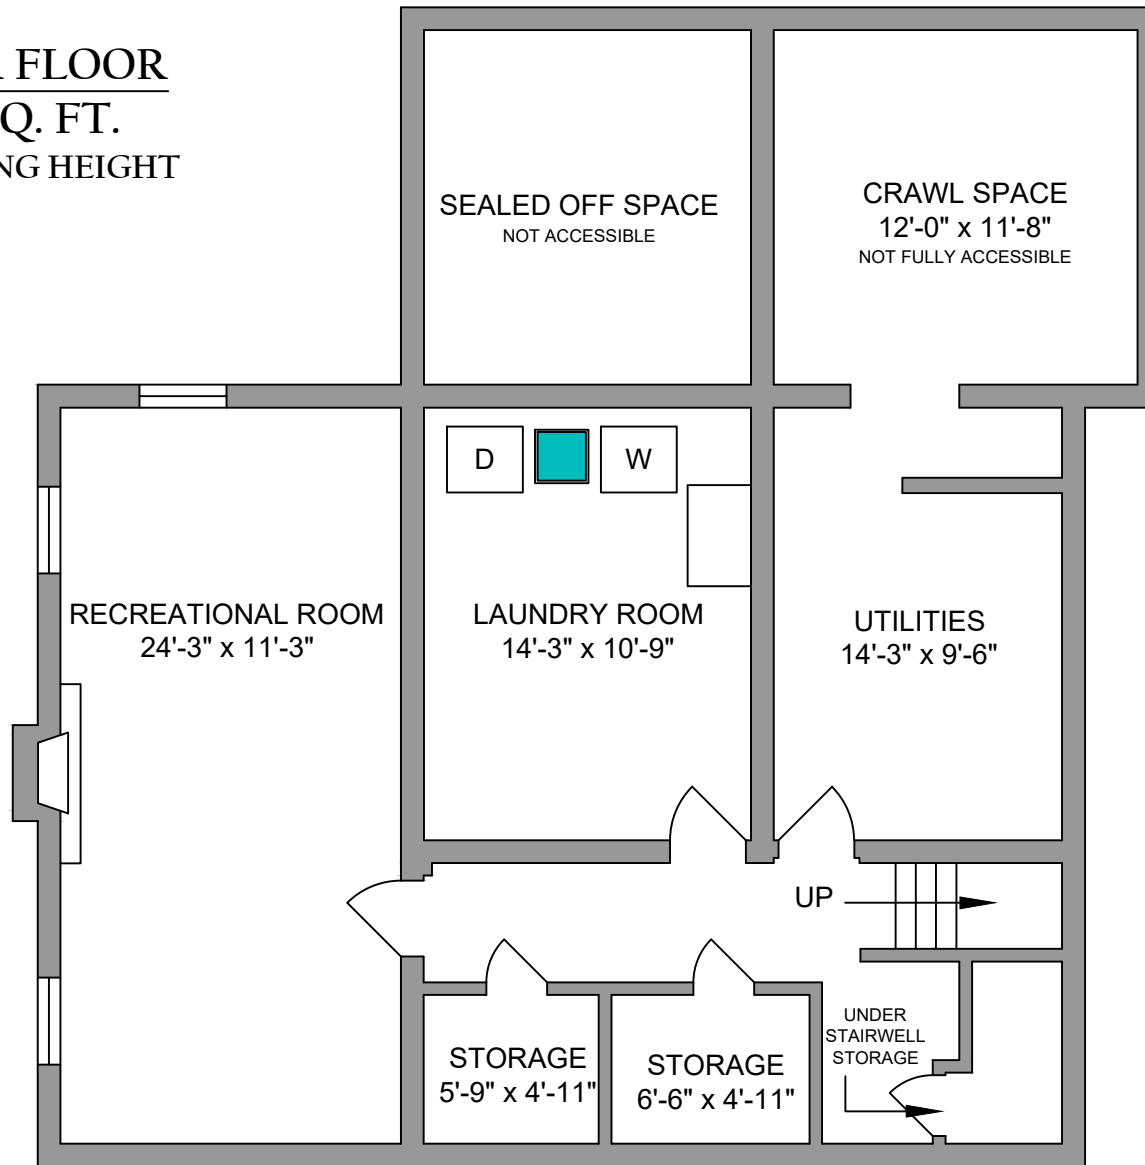 FLOOR
Q. FT.
NG HEIGHT
SEALED OFF SPACE
NOT ACCESSIBLE
CRAWL SPACE
12'-0" x 11'-8"
NOT FULLY ACCESSIBLE
D
W
RECREATIONAL ROOM
24'-3" x 11'-3"
LAUNDRY ROOM
14'-3" x 10'-9"
UTILITIES
14'-3" x 9'-6"
UP
UNDER
STAIRWELL
STORAGE
STORAGE
5'-9" x 4'-11"
STORAGE
6'-6" x 4'-11"